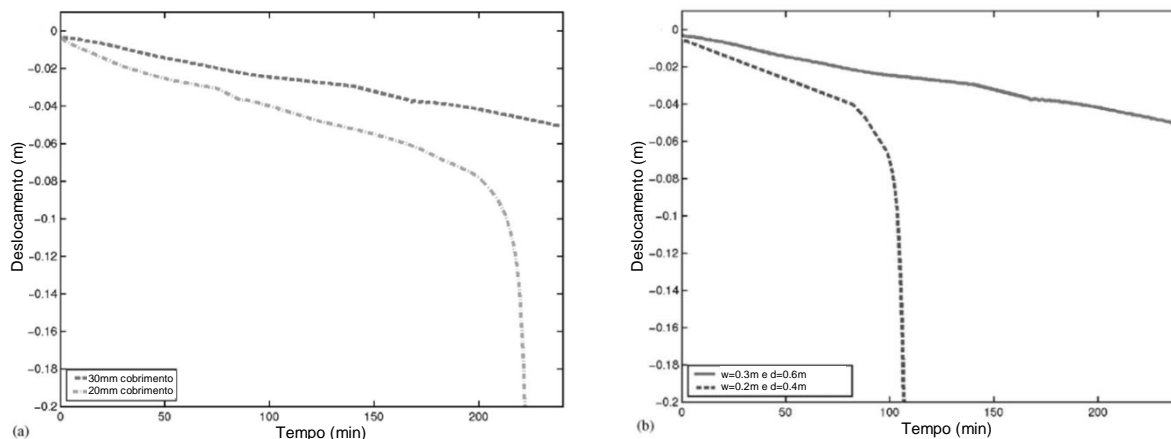 0
−0.02
−0.04
−0.06
−0.08
−0.1
−0.12
−0.14
−0.16
−0.18
−0.2
Deslocamento (m)
30mm cobrimento
20mm cobrimento
0 50 100 150 200
Tempo (min)
(a)
0
−0.02
−0.04
−0.06
−0.08
−0.1
−0.12
−0.14
−0.16
−0.18
−0.2
Deslocamento (m)
w=0.3m e d=0.6m
w=0.2m e d=0.4m
0 50 100 150 200
Tempo (min)
(b)